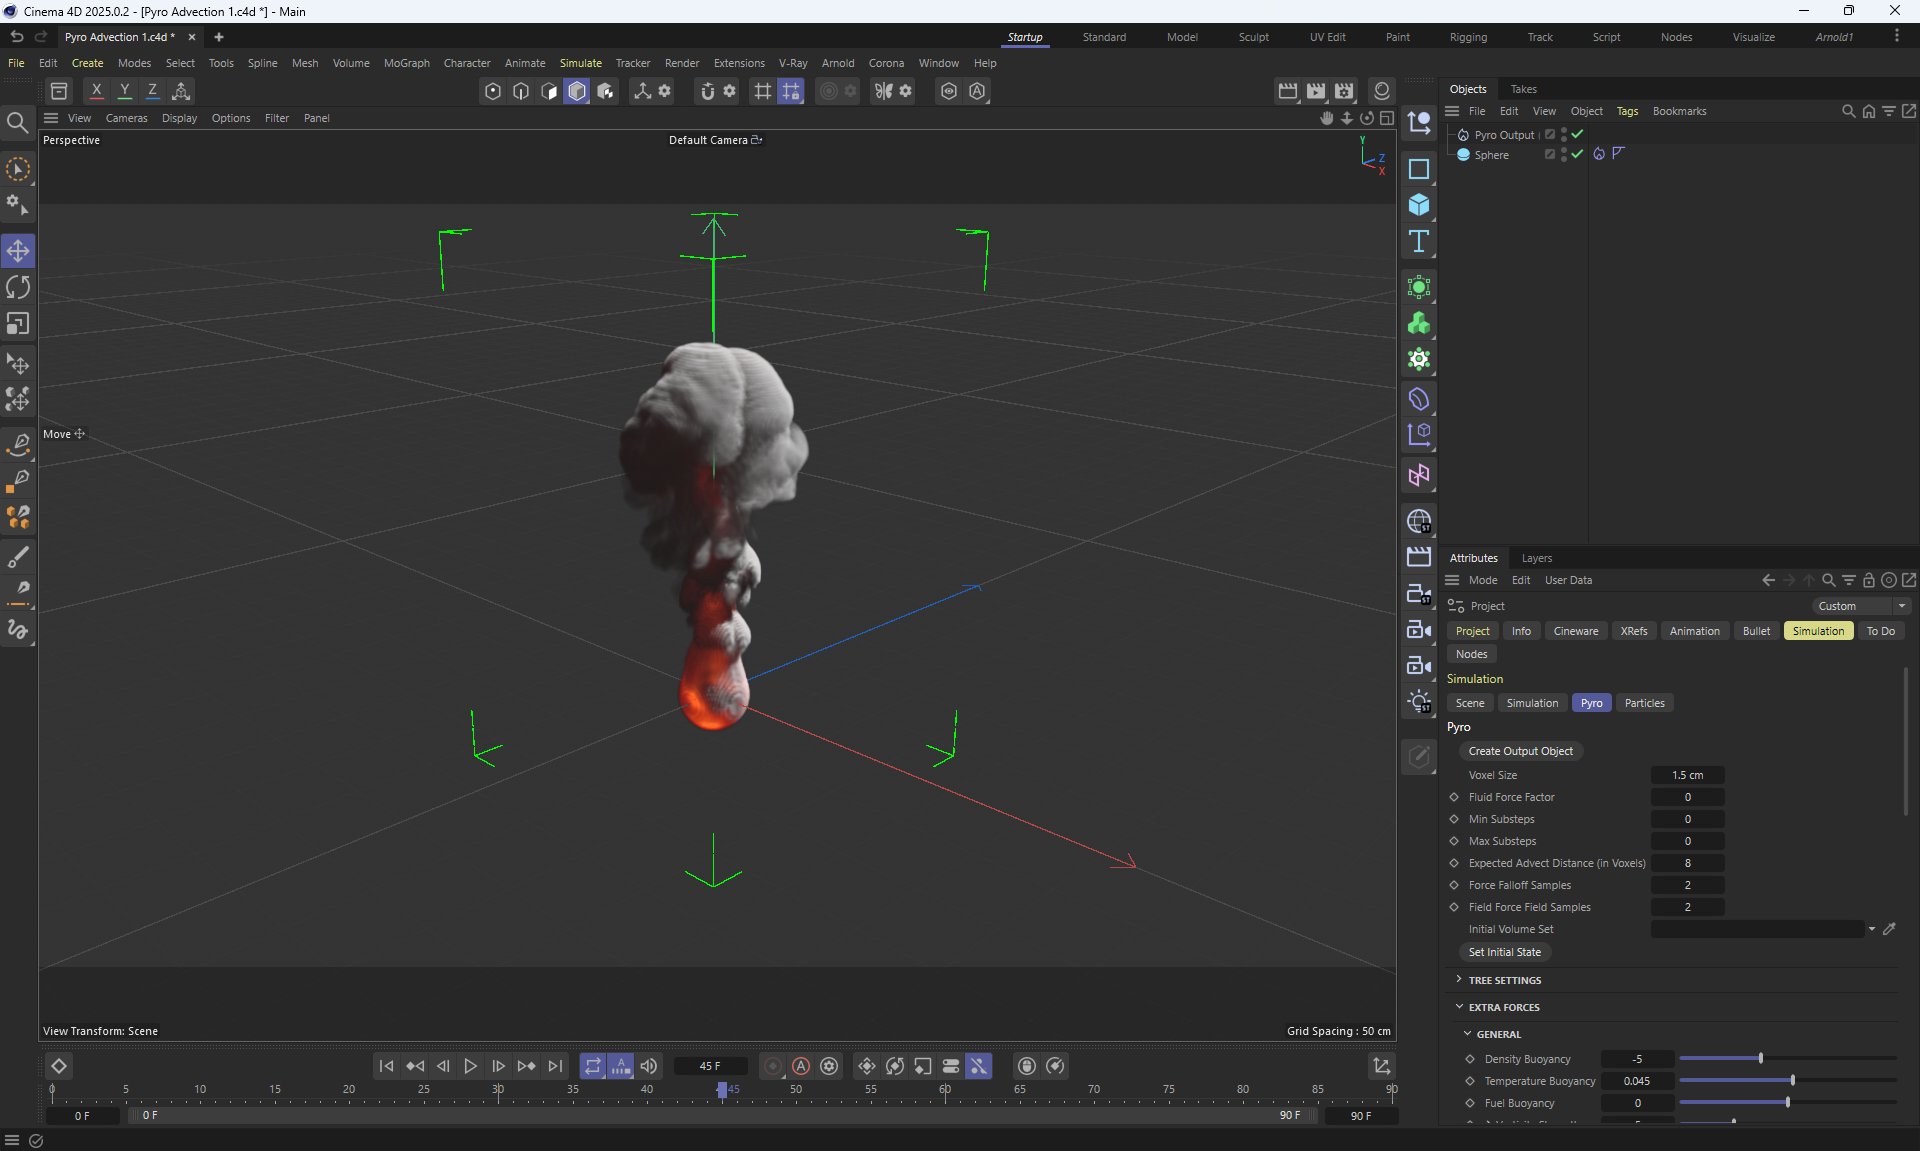 Cinema 4D 2025.0.2 - [Pyro Advection 1.c4d *] - Main
Pyro Advection 1.c4d *
Startup Standard Model Sculpt UV Edit Paint Rigging Track Script Nodes Visualize Arnold1
File Edit Create Modes Select Tools Spline Mesh Volume MoGraph Character Animate Simulate Tracker Render Extensions V-Ray Arnold Corona Window Help
X Y Z
View Cameras Display Options Filter Panel
Perspective
Default Camera
Y
Z
X
Move
View Transform: Scene
Grid Spacing : 50 cm
Objects Takes
File Edit View Object Tags Bookmarks
Pyro Output
Sphere
Attributes Layers
Mode Edit User Data
Project
Custom
Project Info Cineware XRefs Animation Bullet Simulation To Do
Nodes
Simulation
Scene Simulation Pyro Particles
Pyro
Create Output Object
Voxel Size 1.5 cm
Fluid Force Factor 0
Min Substeps 0
Max Substeps 0
Expected Advect Distance (in Voxels) 8
Force Falloff Samples 2
Field Force Field Samples 2
Initial Volume Set
Set Initial State
TREE SETTINGS
EXTRA FORCES
GENERAL
Density Buoyancy -5
Temperature Buoyancy 0.045
Fuel Buoyancy 0
45 F
0 5 10 15 20 25 30 35 40 45 50 55 60 65 70 75 80 85 90
0 F 0 F 90 F 90 F